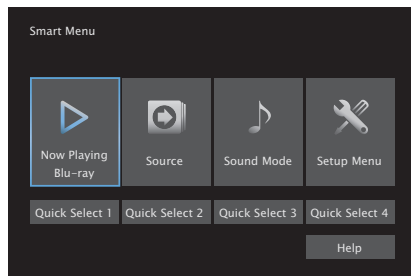 Smart Menu
Now Playing
Blu-ray
Source
Sound Mode
Setup Menu
Quick Select 1
Quick Select 2
Quick Select 3
Quick Select 4
Help